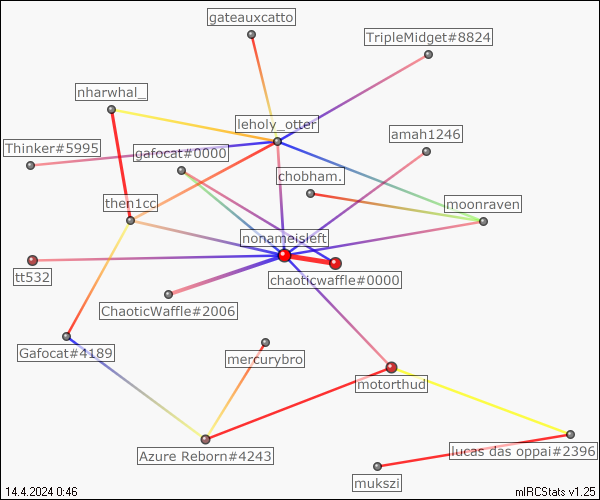 gateauxcatto
TripleMidget#8824
nharwhal_
leholy_otter
amah1246
Thinker#5995
gafocat#0000
chobham.
then1cc
moonraven
nonameisleft
tt532
chaoticwaffle#0000
ChaoticWaffle#2006
Gafocat#4189
mercurybro
motorthud
Azure Reborn#4243
lucas das oppai#2396
mukszi
14.4.2024 0:46
mIRCStats v1.25